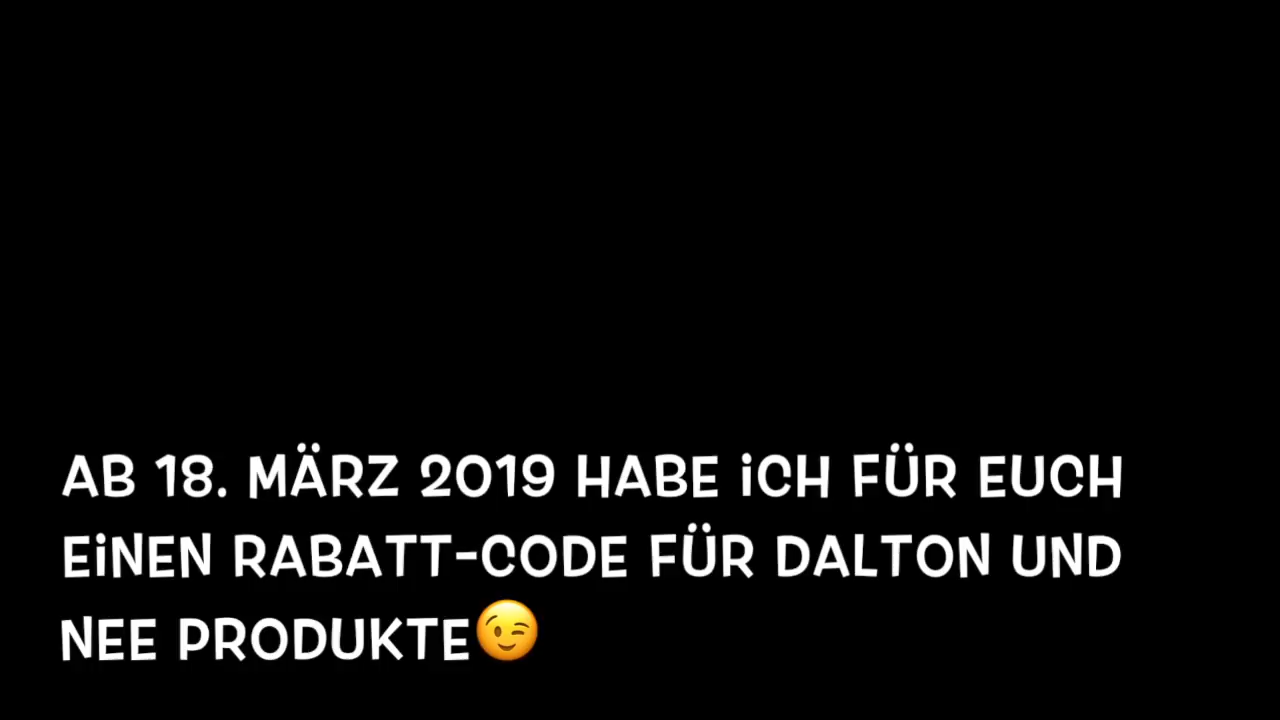 AB 18. MÄRZ 2019 HABE iCH FÜR EUCH
EiNEN RABATT-CODE FÜR DALTON UND
NEE PRODUKTE😉